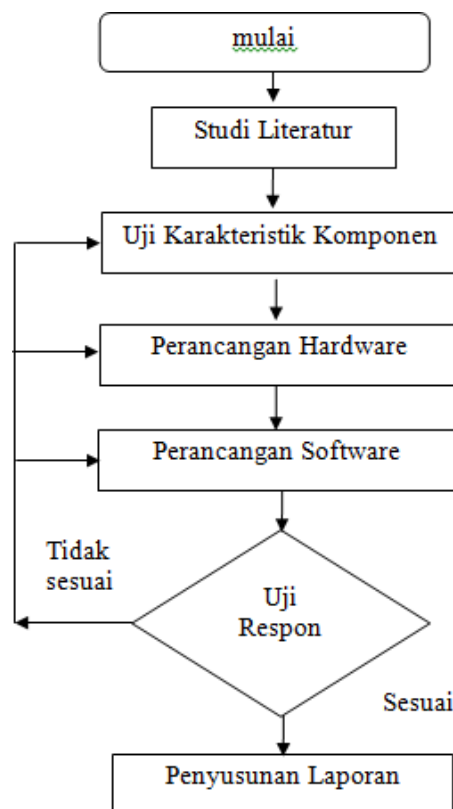 mulai
Studi Literatur
Uji Karakteristik Komponen
Perancangan Hardware
Perancangan Software
Tidak
sesuai
Uji
Respon
Sesuai
Penyusunan Laporan